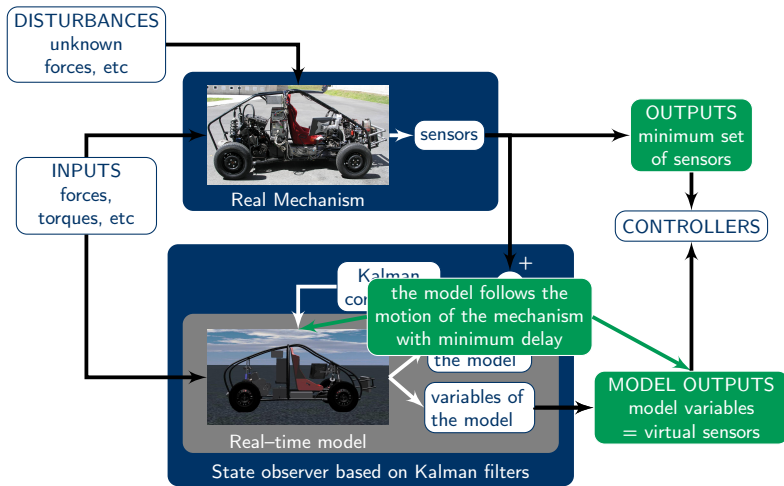 DISTURBANCES
unknown
forces, etc
INPUTS
forces,
torques, etc
sensors
Real Mechanism
OUTPUTS
minimum set
of sensors
CONTROLLERS
+
Kalman
the model follows the
motion of the mechanism
with minimum delay
the model
variables of
the model
Real–time model
State observer based on Kalman filters
MODEL OUTPUTS
model variables
= virtual sensors